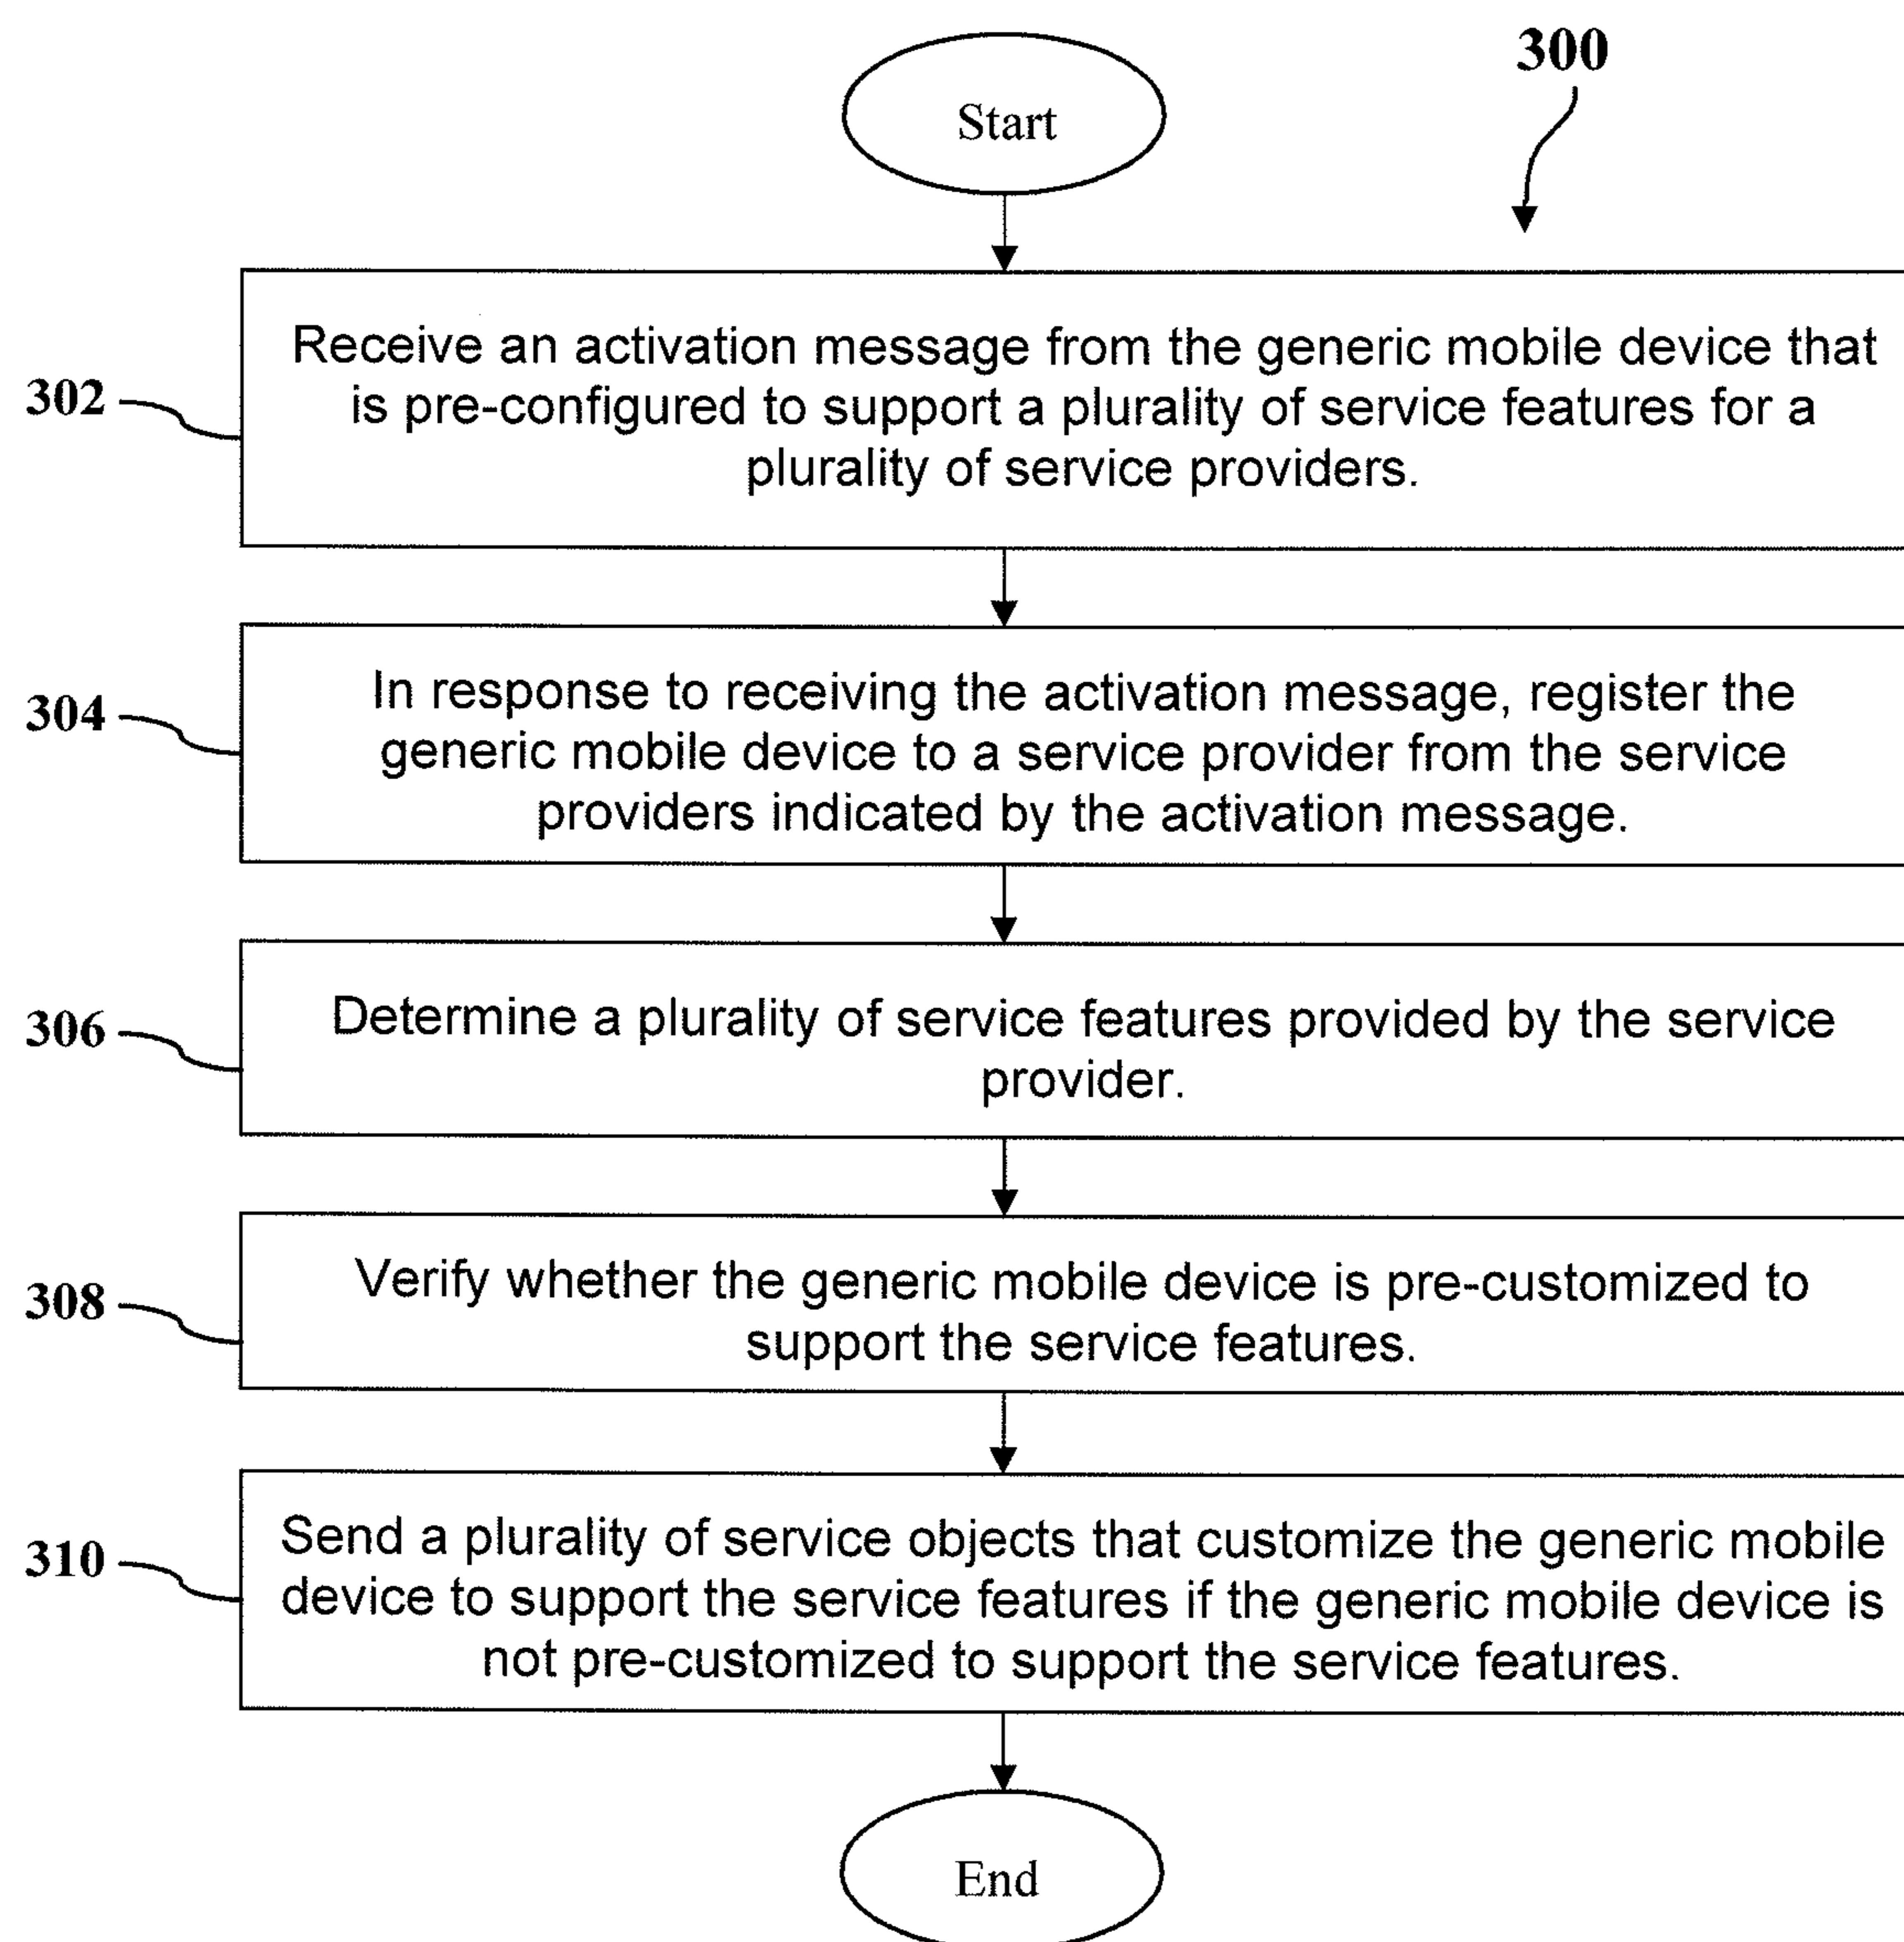 300
Start
Receive an activation message from the generic mobile device that
is pre-configured to support a plurality of service features for a
plurality of service providers.
302
In response to receiving the activation message, register the
generic mobile device to a service provider from the service
providers indicated by the activation message.
304
Determine a plurality of service features provided by the service
provider.
306
Verify whether the generic mobile device is pre-customized to
support the service features.
308
Send a plurality of service objects that customize the generic mobile
device to support the service features if the generic mobile device is
not pre-customized to support the service features.
310
End